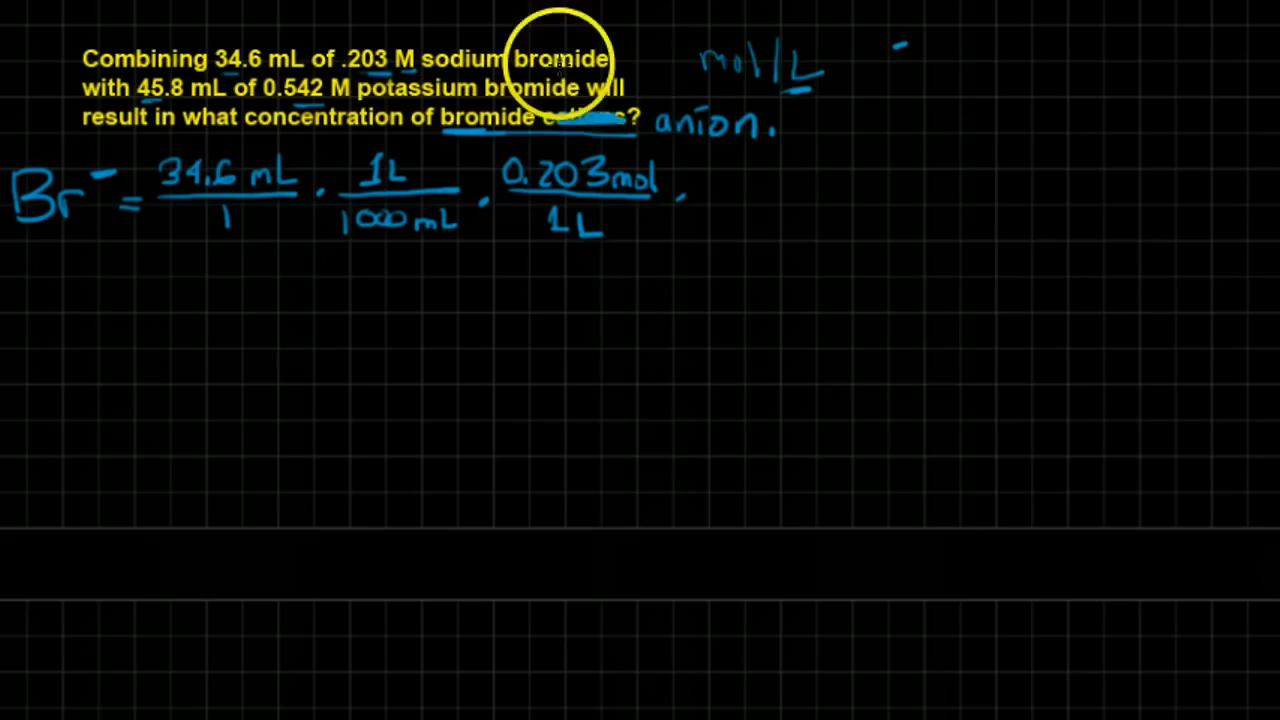 Combining 34.6 mL of .203 M sodium bromide
with 45.8 mL of 0.542 M potassium bromide will
result in what concentration of bromide ?
mol/L -
anion.
Br⁻ = 34.6 mL / 1 · 1L / 1000 mL · 0.203 mol / 1L ·